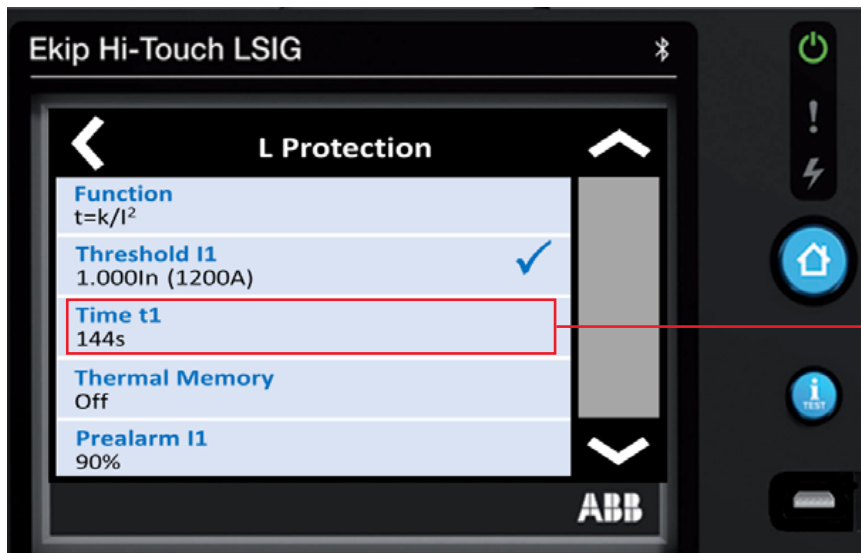 Ekip Hi-Touch LSIG
L Protection
Function
t=k/I²
Threshold I1
1.000In (1200A)
Time t1
144s
Thermal Memory
Off
Prealarm I1
90%
ABB
i
TEST